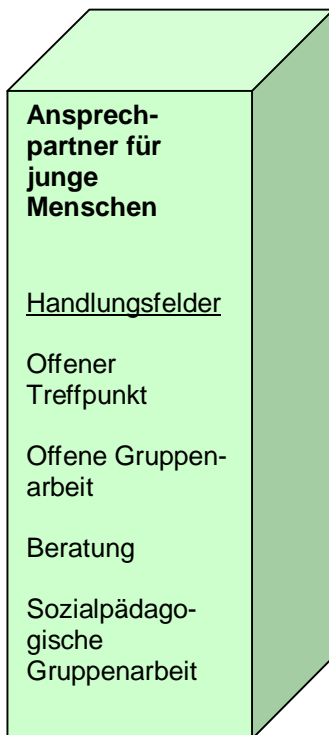 Ansprech-
partner für
junge
Menschen
Handlungsfelder
Offener
Treffpunkt
Offene Gruppen-
arbeit
Beratung
Sozialpädago-
gische
Gruppenarbeit